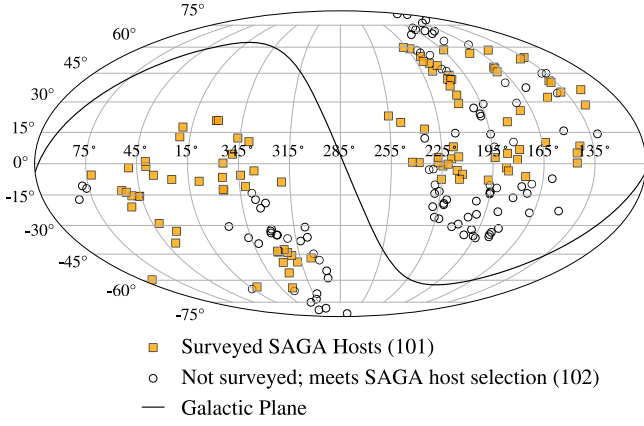 75°
60°
45°
30°
15°
0°
-15°
-30°
-45°
-60°
-75°
75 45 15 345 315 285 255 225 195 165 135
Surveyed SAGA Hosts (101)
Not surveyed; meets SAGA host selection (102)
Galactic Plane